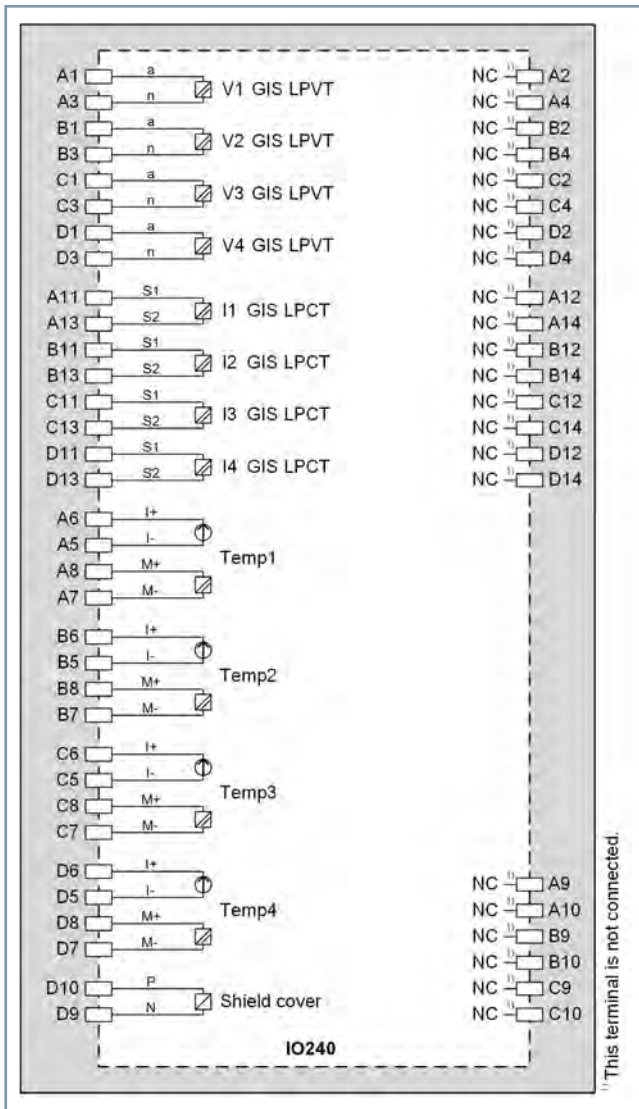 A1 a NC 1) A2
V1 GIS LPVT
A3 n NC 1) A4
B1 a NC 1) B2
V2 GIS LPVT
B3 n NC 1) B4
C1 a NC 1) C2
V3 GIS LPVT
C3 n NC 1) C4
D1 a NC 1) D2
V4 GIS LPVT
D3 n NC 1) D4
A11 S1 NC 1) A12
I1 GIS LPCT
A13 S2 NC 1) A14
B11 S1 NC 1) B12
I2 GIS LPCT
B13 S2 NC 1) B14
C11 S1 NC 1) C12
I3 GIS LPCT
C13 S2 NC 1) C14
D11 S1 NC 1) D12
I4 GIS LPCT
D13 S2 NC 1) D14
A6 I+
A5 I-
Temp1
A8 M+
A7 M-
B6 I+
B5 I-
Temp2
B8 M+
B7 M-
C6 I+
C5 I-
Temp3
C8 M+
C7 M-
D6 I+ NC 1) A9
D5 I- NC 1) A10
Temp4
D8 M+ NC 1) B9
D7 M- NC 1) B10
D10 P NC 1) C9
Shield cover
D9 N NC 1) C10
IO240
1) This terminal is not connected.